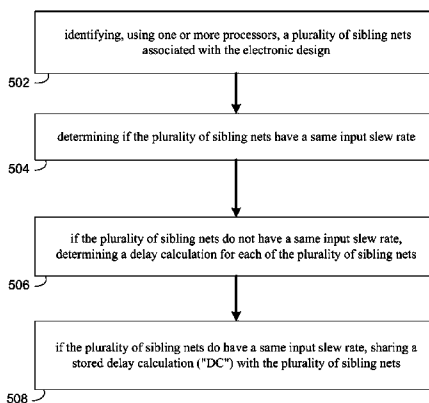 identifying, using one or more processors, a plurality of sibling nets
associated with the electronic design
502
determining if the plurality of sibling nets have a same input slew rate
504
if the plurality of sibling nets do not have a same input slew rate,
determining a delay calculation for each of the plurality of sibling nets
506
if the plurality of sibling nets do have a same input slew rate, sharing a
stored delay calculation ("DC") with the plurality of sibling nets
508